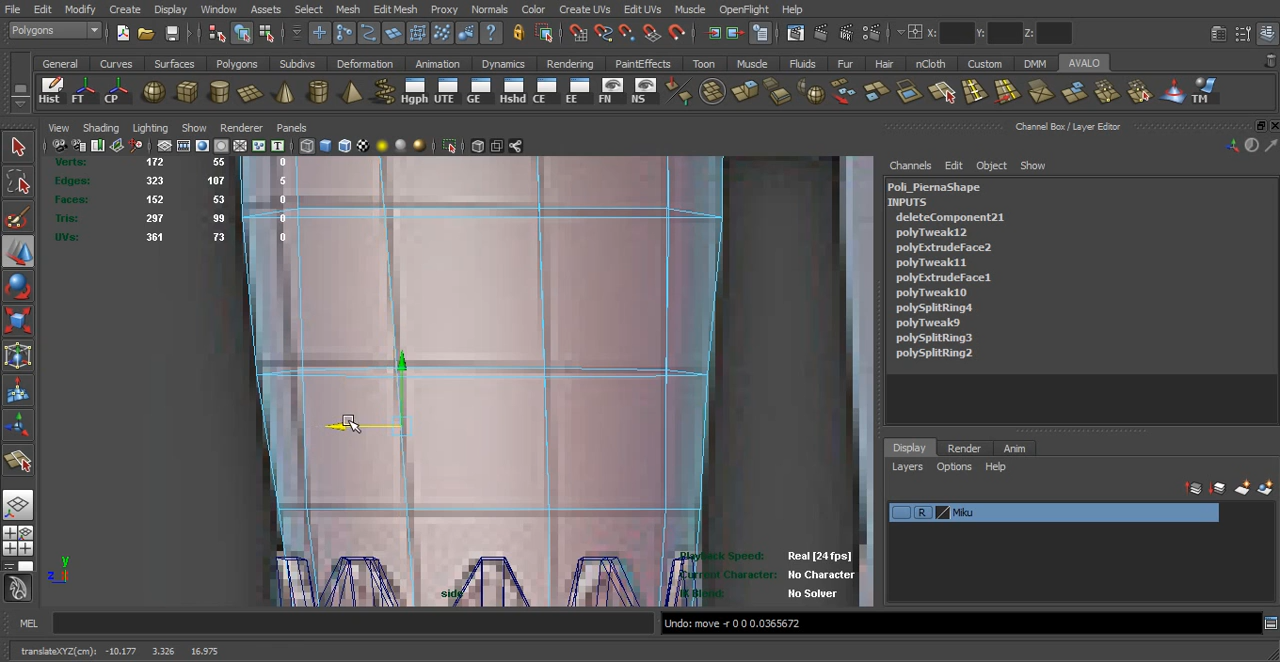 File Edit Modify Create Display Window Assets Select Mesh Edit Mesh Proxy Normals Color Create UVs Edit UVs Muscle OpenFlight Help
Polygons X: Y: Z:
General Curves Surfaces Polygons Subdivs Deformation Animation Dynamics Rendering PaintEffects Toon Muscle Fluids Fur Hair nCloth Custom DMM AVALO
Hist FT CP Hgph UTE GE Hshd CE EE FN NS TM
View Shading Lighting Show Renderer Panels
Channel Box / Layer Editor
Verts: 172 55 0
Edges: 323 107 5
Faces: 152 53 0
Tris: 297 99 0
UVs: 361 73 0
Channels Edit Object Show
Poli_PiernaShape
INPUTS
deleteComponent21
polyTweak12
polyExtrudeFace2
polyTweak11
polyExtrudeFace1
polyTweak10
polySplitRing4
polyTweak9
polySplitRing3
polySplitRing2
Display Render Anim
Layers Options Help
R Miku
Playback Speed: Real [24 fps]
Current Character: No Character
IK Blend: No Solver
side
y
z
MEL Undo: move -r 0 0 0.0365672
translateXYZ(cm): -10.177 3.326 16.975